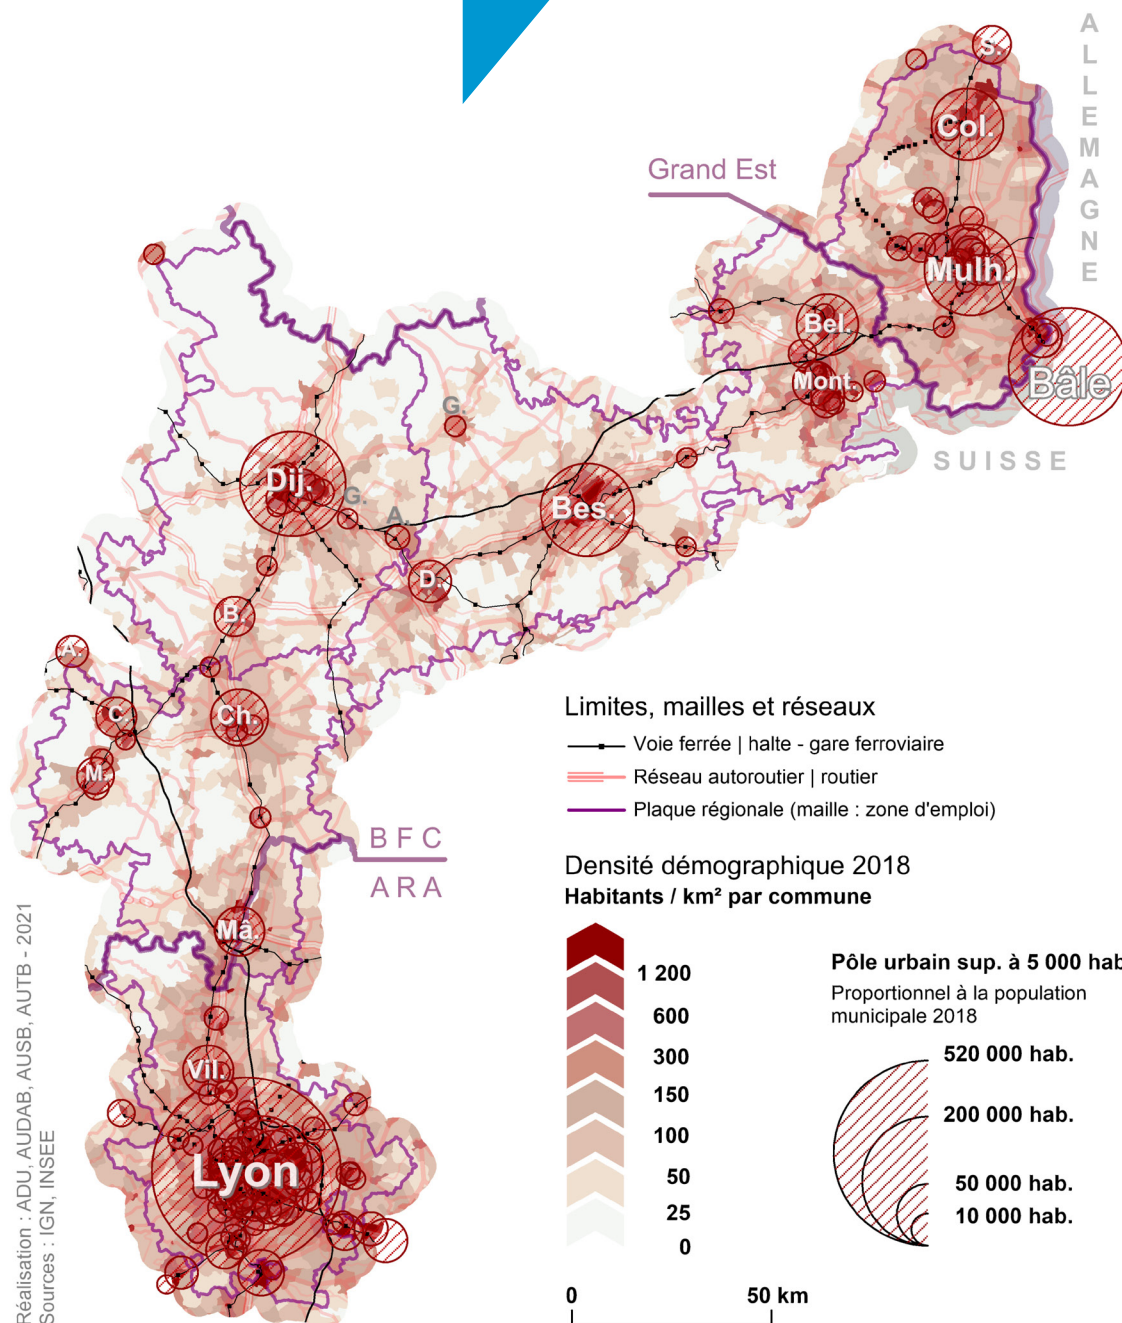 ALLEMAGNE
S.
Col.
Grand Est
Mulh.
Bel.
Mont.
Bâle
SUISSE
G.
Dij.
G.
A.
Bes.
D.
B.
A.
C.
Ch.
M.
BFC
ARA
Mâ.
Vil.
Lyon
Limites, mailles et réseaux
Voie ferrée | halte - gare ferroviaire
Réseau autoroutier | routier
Plaque régionale (maille : zone d'emploi)
Densité démographique 2018
Habitants / km² par commune
1 200
600
300
150
100
50
25
0
Pôle urbain sup. à 5 000 hab
Proportionnel à la population
municipale 2018
520 000 hab.
200 000 hab.
50 000 hab.
10 000 hab.
0 50 km
Réalisation : ADU, AUDAB, AUSB, AUTB - 2021
Sources : IGN, INSEE